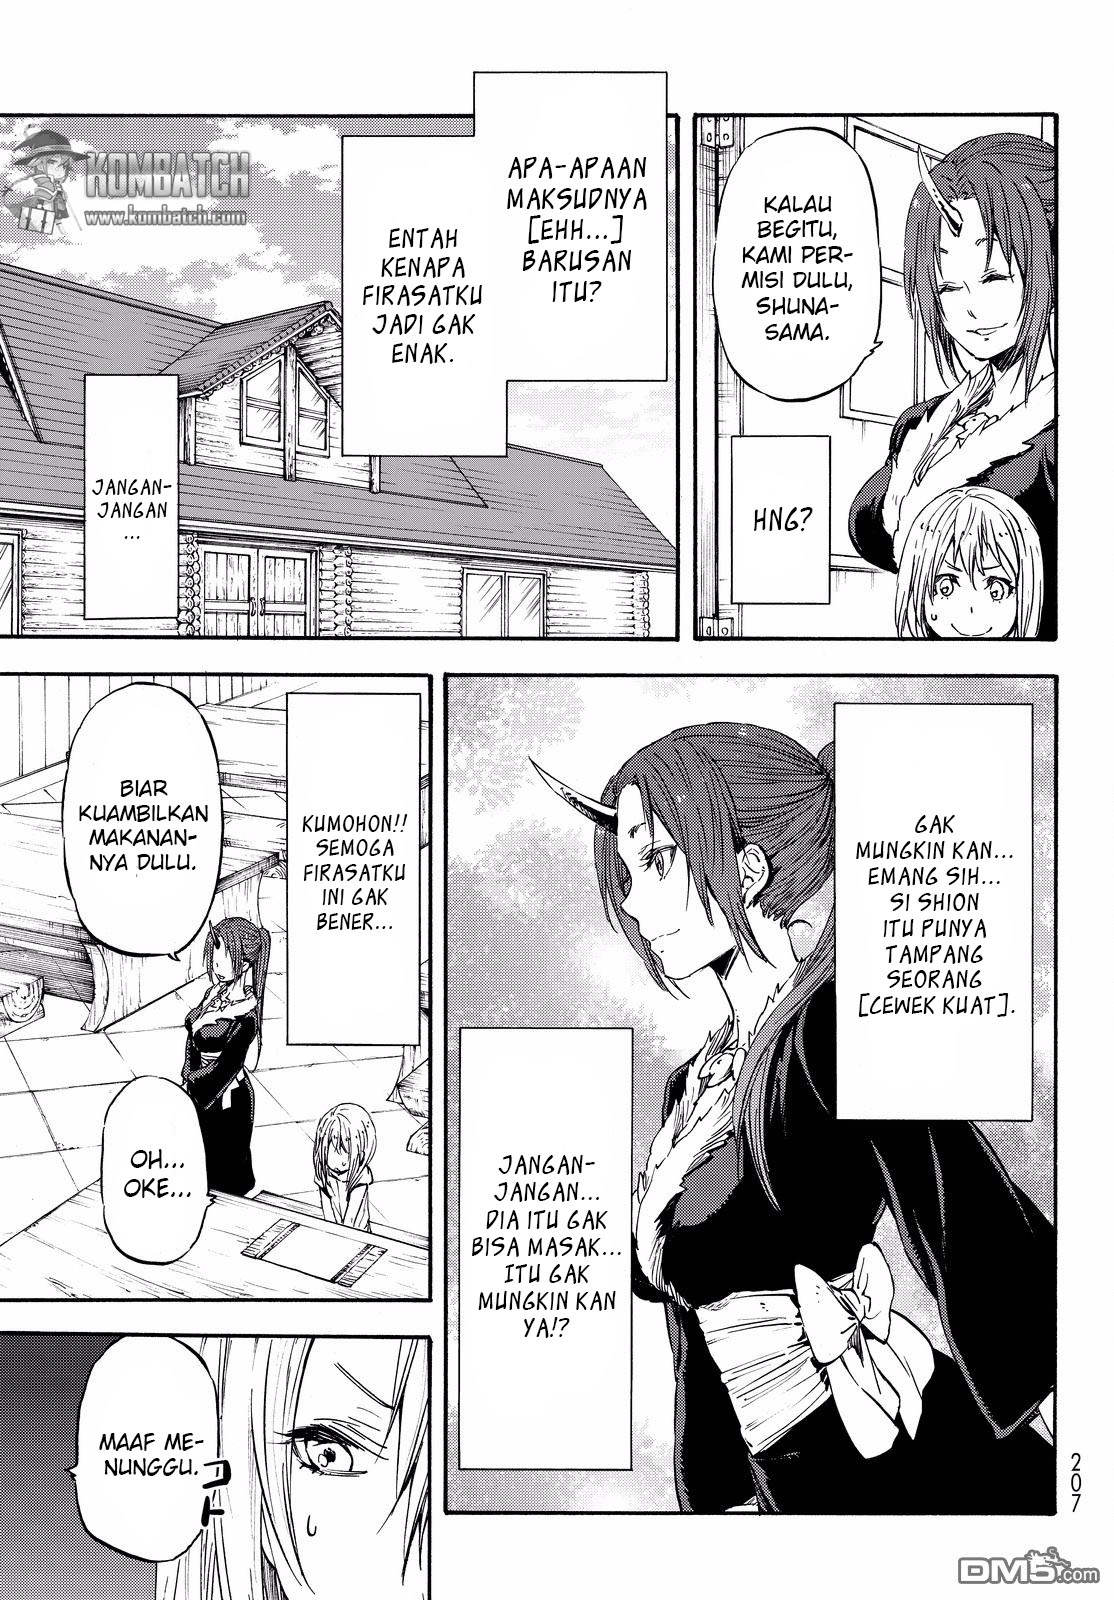 KALAU
BEGITU,
KAMI PER-
MISI DULU,
SHUNA-
SAMA.
HNG?
APA-APAAN
MAKSUDNYA
[EHH...]
BARUSAN
ITU?
ENTAH
KENAPA
FIRASATKU
JADI GAK
ENAK.
JANGAN-
JANGAN
...
KOMBATCH
www.kombatch.com
GAK
MUNGKIN KAN...
EMANG SIH...
SI SHION
ITU PUNYA
TAMPANG
SEORANG
[CEWEK KUAT].
JANGAN-
JANGAN...
DIA ITU GAK
BISA MASAK...
ITU GAK
MUNGKIN KAN
YA!?
KUMOHON!!
SEMOGA
FIRASATKU
INI GAK
BENER...
BIAR
KUAMBILKAN
MAKANAN-
NYA DULU.
OH...
OKE...
MAAF ME-
NUNGGU.
コト
207
DM5.com